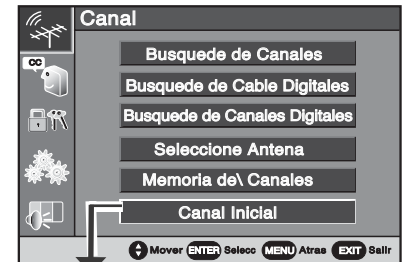 Canal
CC
Busquede de Canales
Busquede de Cable Digitales
Busquede de Canales Digitales
Seleccione Antena
Memoria de\ Canales
Canal Inicial
Mover ENTER Selecc MENU Atras EXIT Salir